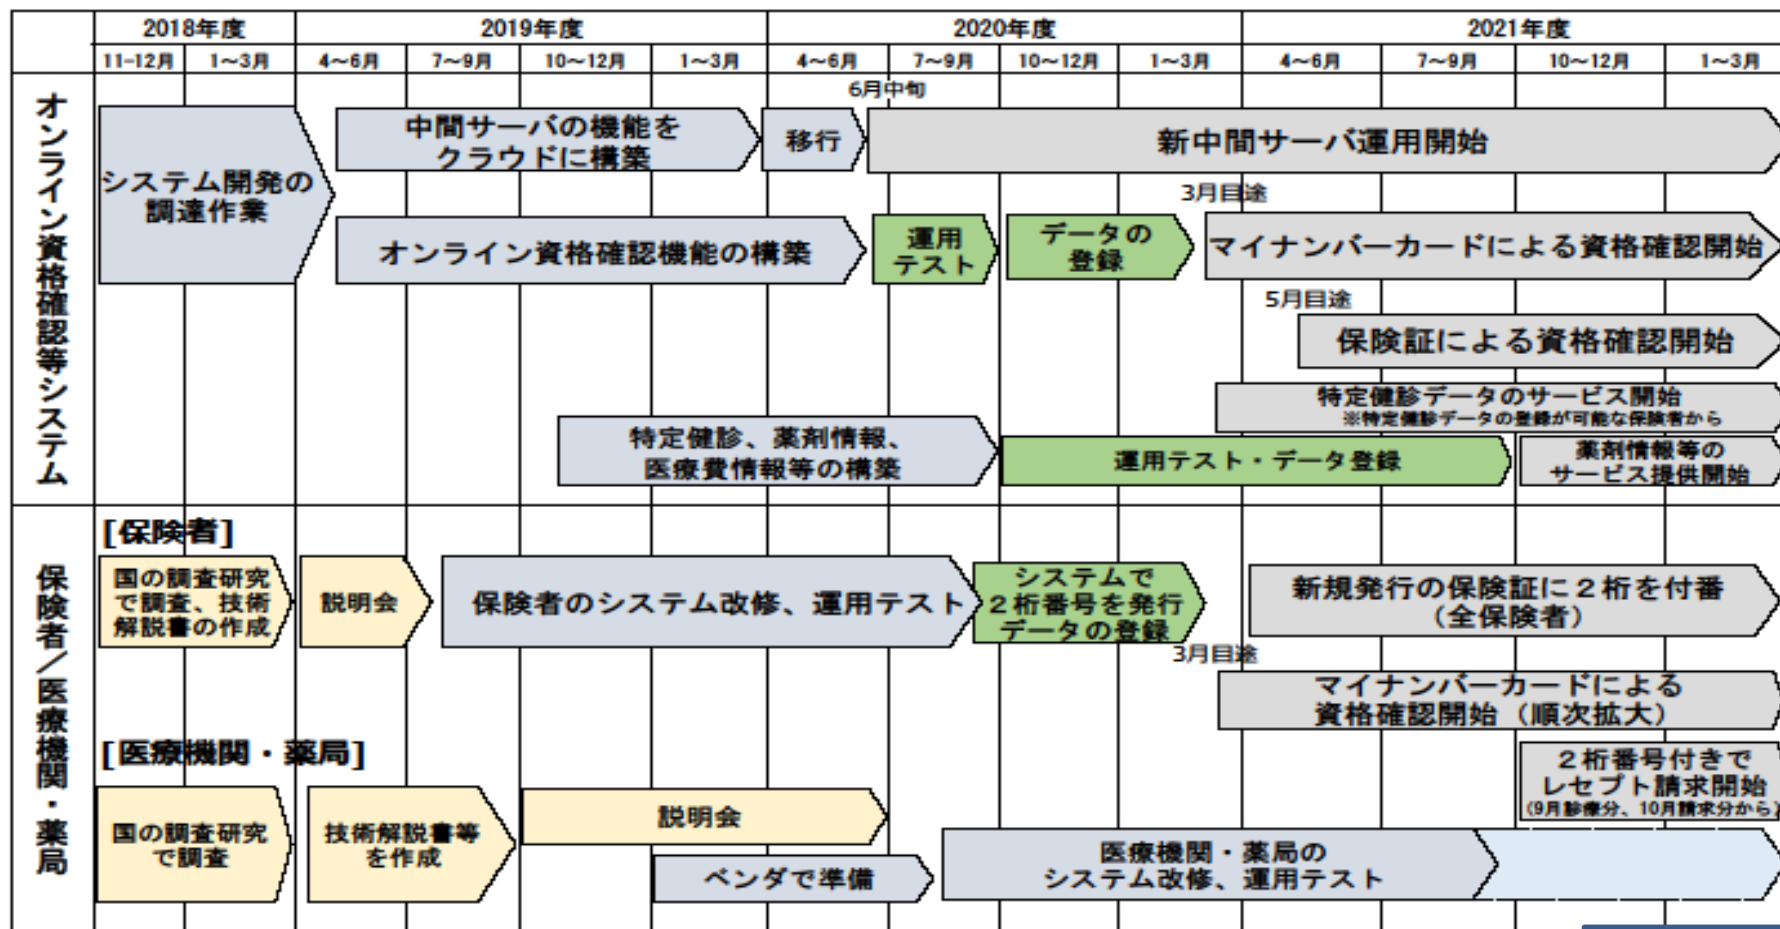 2018年度
2019年度
2020年度
2021年度
11-12月
1～3月
4～6月
7～9月
10～12月
1～3月
4～6月
7～9月
10～12月
1～3月
4～6月
7～9月
10～12月
1～3月
オンライン資格確認等システム
6月中旬
システム開発の
調達作業
中間サーバの機能を
クラウドに構築
移行
新中間サーバ運用開始
3月目途
オンライン資格確認機能の構築
運用
テスト
データの
登録
マイナンバーカードによる資格確認開始
5月目途
保険証による資格確認開始
特定健診データのサービス開始
※特定健診データの登録が可能な保険者から
特定健診、薬剤情報、
医療費情報等の構築
運用テスト・データ登録
薬剤情報等の
サービス提供開始
保険者／医療機関・薬局
[保険者]
国の調査研究
で調査、技術
解説書の作成
説明会
保険者のシステム改修、運用テスト
システムで
２桁番号を発行
データの登録
新規発行の保険証に２桁を付番
（全保険者）
3月目途
マイナンバーカードによる
資格確認開始（順次拡大）
[医療機関・薬局]
２桁番号付きで
レセプト請求開始
（9月診療分、10月請求分から）
国の調査研究
で調査
技術解説書等
を作成
説明会
ベンダで準備
医療機関・薬局の
システム改修、運用テスト